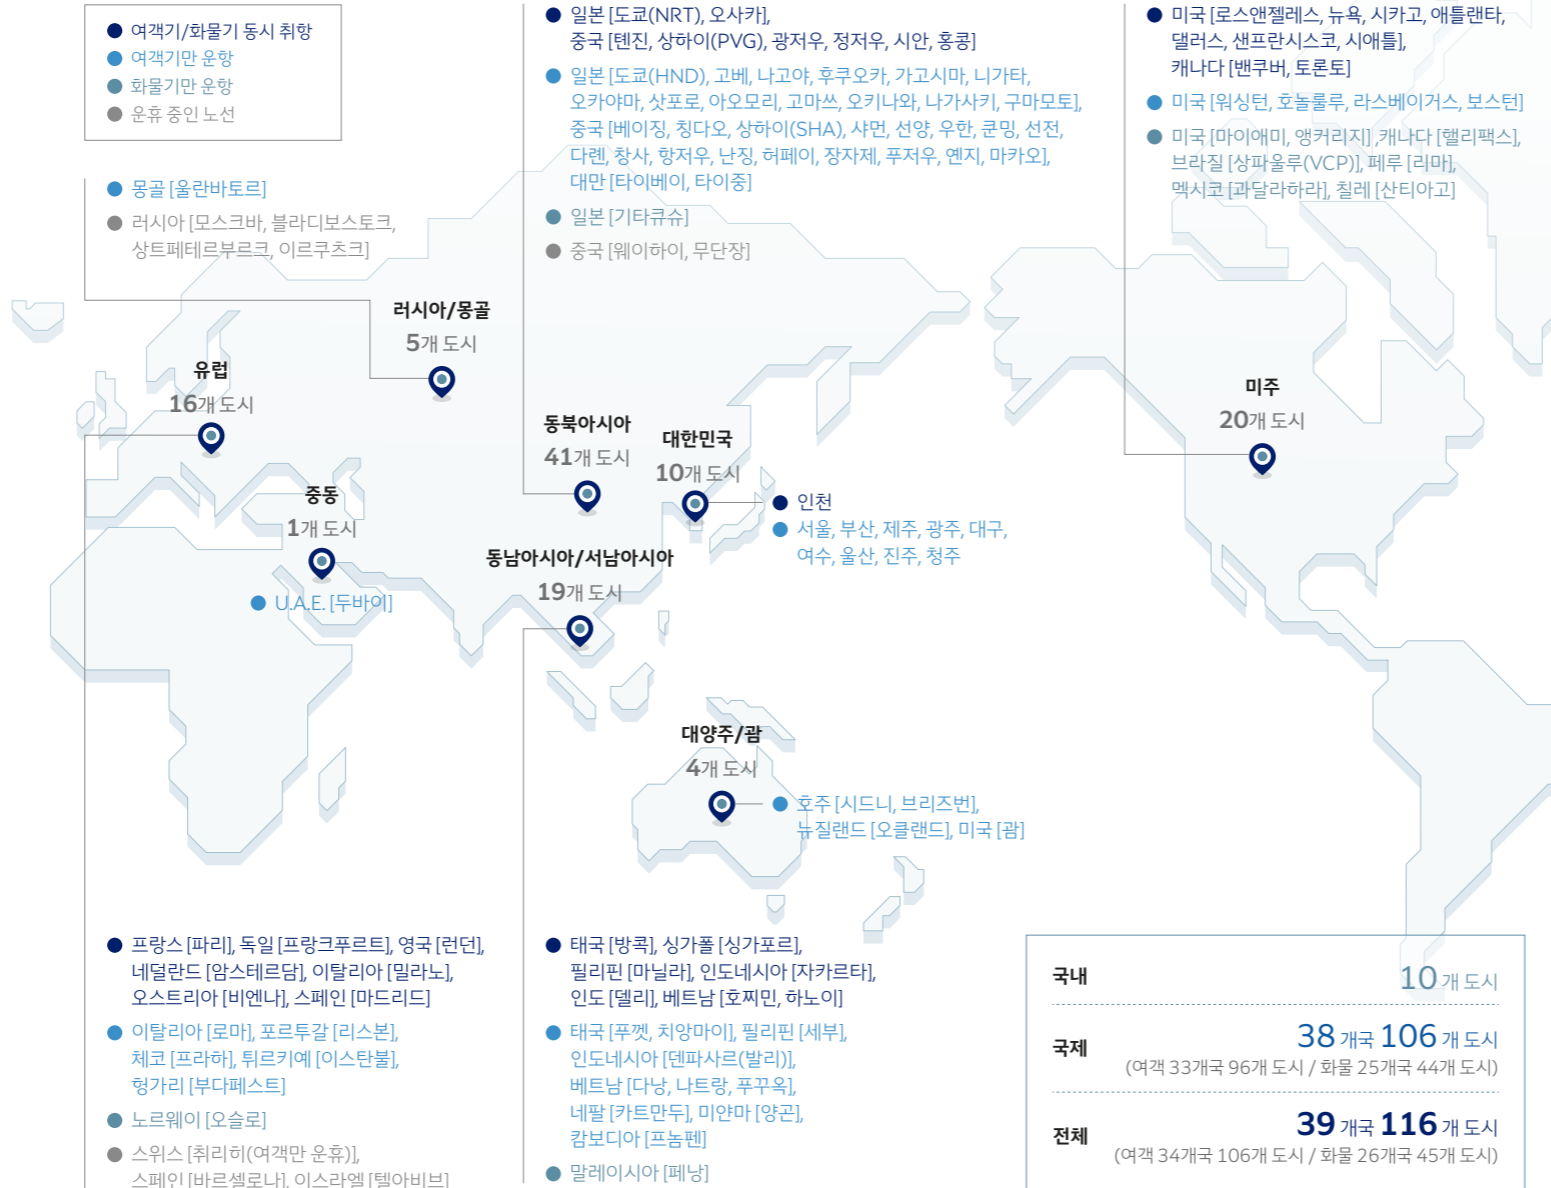 여객기/화물기 동시 취항
여객기만 운항
화물기만 운항
운휴 중인 노선
몽골 [울란바토르]
러시아 [모스크바, 블라디보스토크,
상트페테르부르크, 이르쿠츠크]
일본 [도쿄(NRT), 오사카],
중국 [톈진, 상하이(PVG), 광저우, 정저우, 시안, 홍콩]
일본 [도쿄(HND), 고베, 나고야, 후쿠오카, 가고시마, 니가타,
오카야마, 삿포로, 아오모리, 고마쓰, 오키나와, 나가사키, 구마모토],
중국 [베이징, 칭다오, 상하이(SHA), 샤먼, 선양, 우한, 쿤밍, 선전,
다롄, 창사, 항저우, 난징, 허페이, 장자제, 푸저우, 옌지, 마카오],
대만 [타이베이, 타이중]
일본 [기타큐슈]
중국 [웨이하이, 무단장]
미국 [로스앤젤레스, 뉴욕, 시카고, 애틀랜타,
댈러스, 샌프란시스코, 시애틀],
캐나다 [밴쿠버, 토론토]
미국 [워싱턴, 호놀룰루, 라스베이거스, 보스턴]
미국 [마이애미, 앵커리지] ,캐나다 [핼리팩스],
브라질 [상파울루(VCP)], 페루 [리마],
멕시코 [과달라하라], 칠레 [산티아고]
러시아/몽골
5개 도시
유럽
16개 도시
중동
1개 도시
U.A.E. [두바이]
동북아시아
41개 도시
대한민국
10개 도시
인천
서울, 부산, 제주, 광주, 대구,
여수, 울산, 진주, 청주
동남아시아/서남아시아
19개 도시
미주
20개 도시
대양주/괌
4개 도시
호주 [시드니, 브리즈번],
뉴질랜드 [오클랜드], 미국 [괌]
프랑스 [파리], 독일 [프랑크푸르트], 영국 [런던],
네덜란드 [암스테르담], 이탈리아 [밀라노],
오스트리아 [비엔나], 스페인 [마드리드]
이탈리아 [로마], 포르투갈 [리스본],
체코 [프라하], 튀르키예 [이스탄불],
헝가리 [부다페스트]
노르웨이 [오슬로]
스위스 [취리히(여객만 운휴)],
스페인 [바르셀로나], 이스라엘 [텔아비브]
태국 [방콕], 싱가폴 [싱가포르],
필리핀 [마닐라], 인도네시아 [자카르타],
인도 [델리], 베트남 [호찌민, 하노이]
태국 [푸껫, 치앙마이], 필리핀 [세부],
인도네시아 [덴파사르(발리)],
베트남 [다낭, 나트랑, 푸꾸옥],
네팔 [카트만두], 미얀마 [양곤],
캄보디아 [프놈펜]
말레이시아 [페낭]
국내 10 개 도시
국제 38 개국 106 개 도시
(여객 33개국 96개 도시 / 화물 25개국 44개 도시)
전체 39 개국 116 개 도시
(여객 34개국 106개 도시 / 화물 26개국 45개 도시)